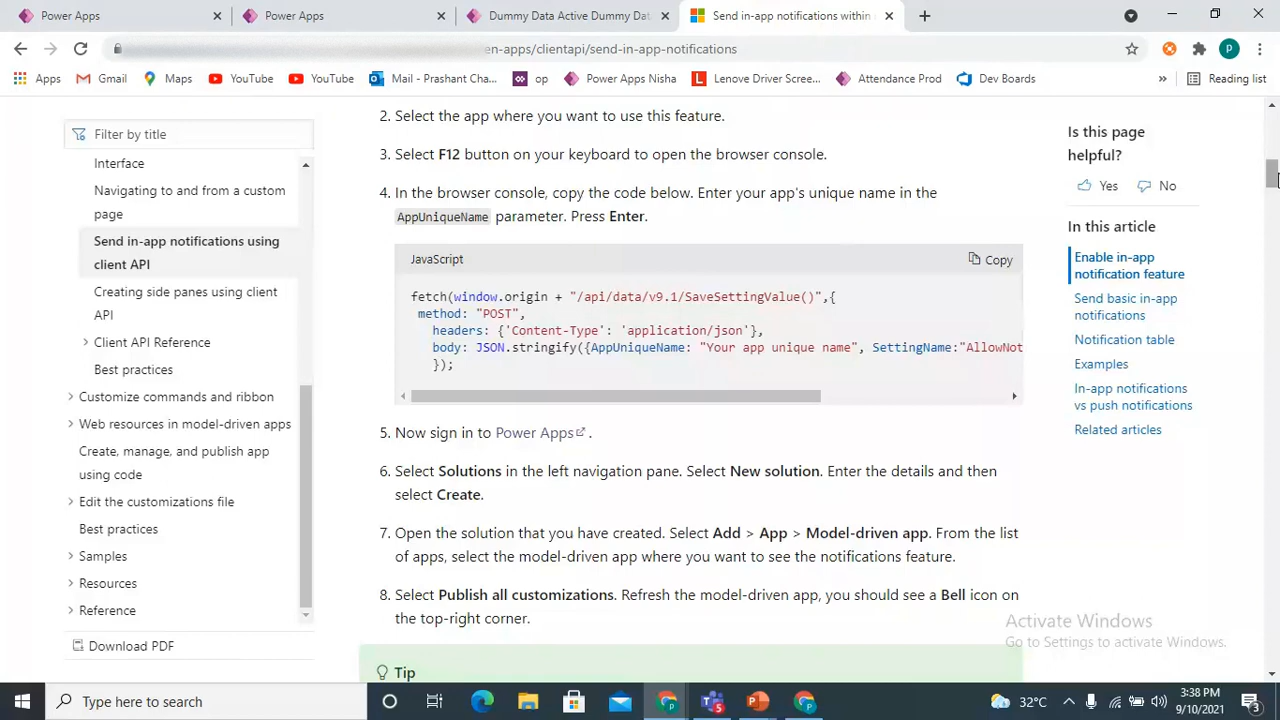 Power Apps
Power Apps
Dummy Data Active Dummy Dat
Send in-app notifications within
en-apps/clientapi/send-in-app-notifications
P
Apps
Gmail
Maps
YouTube
YouTube
Mail - Prashant Cha...
op
Power Apps Nisha
Lenove Driver Scree...
Attendance Prod
Dev Boards
»
Reading list
Filter by title
Interface
Navigating to and from a custom
page
Send in-app notifications using
client API
Creating side panes using client
API
Client API Reference
Best practices
Customize commands and ribbon
Web resources in model-driven apps
Create, manage, and publish app
using code
Edit the customizations file
Best practices
Samples
Resources
Reference
Download PDF
2. Select the app where you want to use this feature.
3. Select F12 button on your keyboard to open the browser console.
4. In the browser console, copy the code below. Enter your app's unique name in the
AppUniqueName parameter. Press Enter.
JavaScript
Copy
fetch(window.origin + "/api/data/v9.1/SaveSettingValue()",{
method: "POST",
headers: {'Content-Type': 'application/json'},
body: JSON.stringify({AppUniqueName: "Your app unique name", SettingName:"AllowNot
});
5. Now sign in to Power Apps .
6. Select Solutions in the left navigation pane. Select New solution. Enter the details and then
select Create.
7. Open the solution that you have created. Select Add > App > Model-driven app. From the list
of apps, select the model-driven app where you want to see the notifications feature.
8. Select Publish all customizations. Refresh the model-driven app, you should see a Bell icon on
the top-right corner.
Tip
Is this page
helpful?
Yes
No
In this article
Enable in-app
notification feature
Send basic in-app
notifications
Notification table
Examples
In-app notifications
vs push notifications
Related articles
Activate Windows
Go to Settings to activate Windows.
Type here to search
32°C
3:38 PM
9/10/2021
3